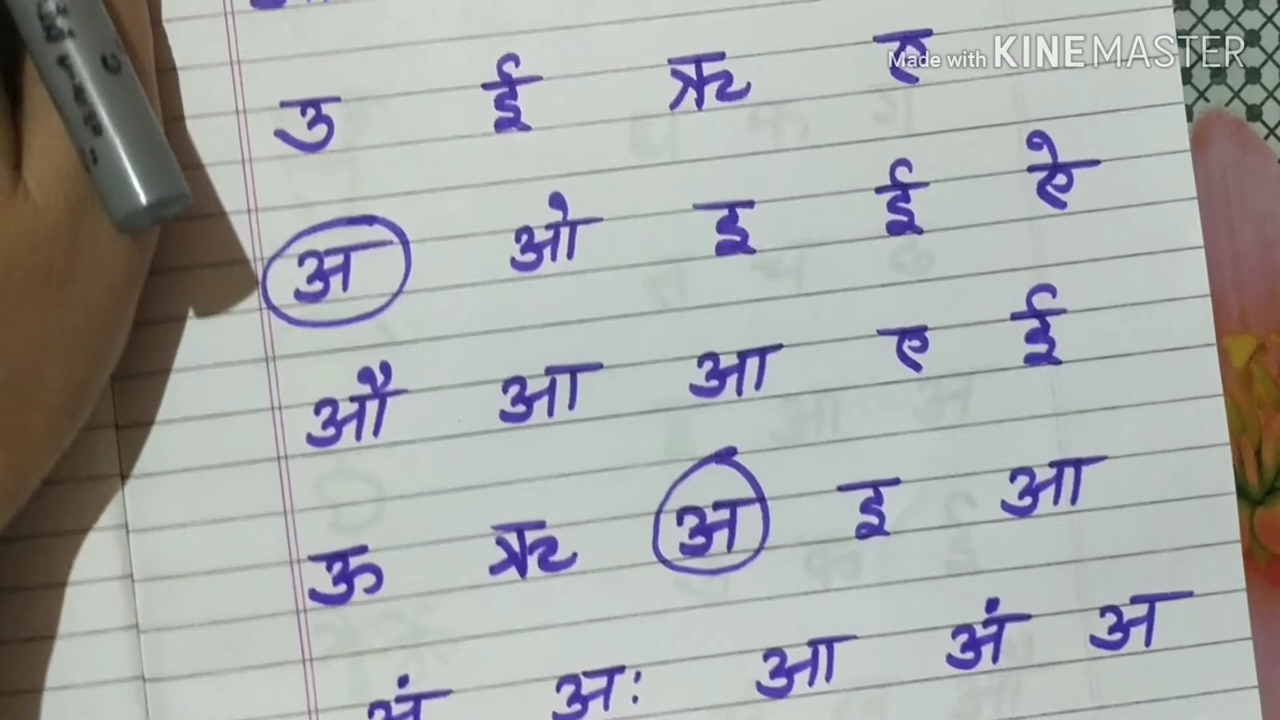 उ ई ऋ ए
Made with KINEMASTER
अ ओ इ ई ऐ
औ आ आ ए ई
ऊ ऋ अ इ आ
अं अः आ अं अ